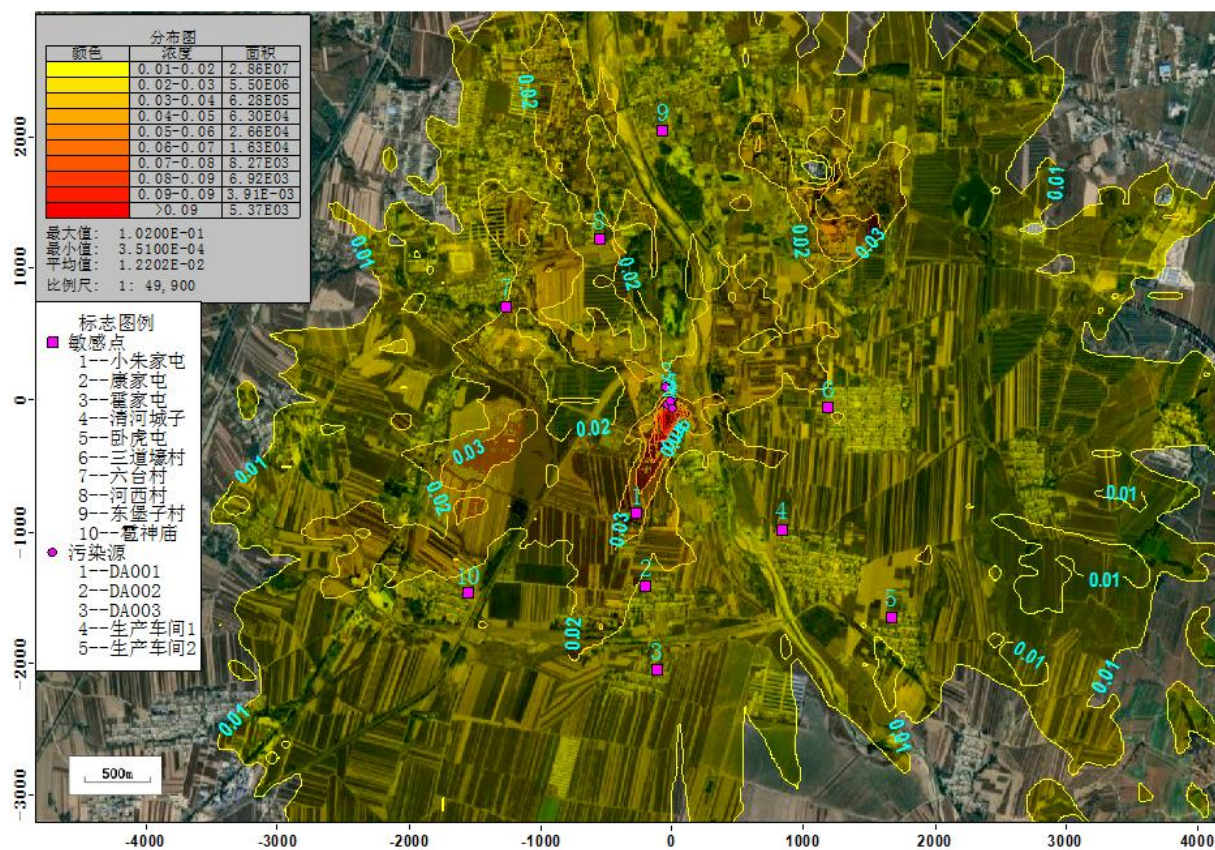 分布图
颜色 浓度 面积
0.01-0.02 2.86E07
0.02-0.03 5.50E06
0.03-0.04 6.28E05
0.04-0.05 6.30E04
0.05-0.06 2.66E04
0.06-0.07 1.63E04
0.07-0.08 8.27E03
0.08-0.09 6.92E03
0.09-0.09 3.91E-03
>0.09 5.37E03
最大值: 1.0200E-01
最小值: 3.5100E-04
平均值: 1.2202E-02
比例尺: 1: 49,900
标志图例
敏感点
1--小朱家屯
2--康家屯
3--霍家屯
4--清河城子
5--卧虎屯
6--三道壕村
7--六台村
8--河西村
9--东堡子村
10--雹神庙
污染源
1--DA001
2--DA002
3--DA003
4--生产车间1
5--生产车间2
500m
2000
1000
0
-1000
-2000
-3000
-4000 -3000 -2000 -1000 0 1000 2000 3000 4000
0.02
9
0.01
8
0.02
0.03
0.01
0.02
7
6
0.02
0.03
0.01
0.02
0.01
1
0.03
4
0.01
2
10
5
0.02
3
0.01
0.01
0.01
0.01